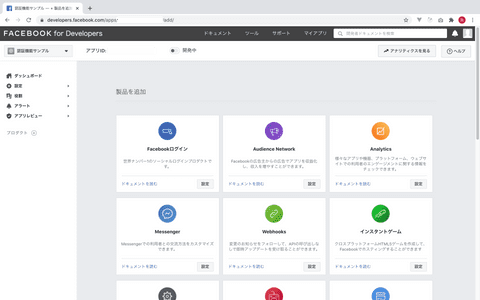 認証機能サンプル — + 製品を追加
developers.facebook.com/apps/ /add/
FACEBOOK for Developers
ドキュメント ツール サポート マイアプリ 開発者ドキュメントを検索
認証機能サンプル アプリID: 開発中 アナリティクスを見る ヘルプ
ダッシュボード
設定
役割
アラート
アプリレビュー
プロダクト
製品を追加
Facebookログイン
世界ナンバー1のソーシャルログインプロダクトです。
ドキュメントを読む 設定
Audience Network
Facebookの広告主からの広告でアプリを収益化し、収入を増やすことができます。
ドキュメントを読む 設定
Analytics
様々なアプリや機器、プラットフォーム、ウェブサイトでの利用者のエンゲージメントに関する情報をチェックできます。
ドキュメントを読む 設定
Messenger
Messengerでの利用者との交流方法をカスタマイズできます。
ドキュメントを読む 設定
Webhooks
変更のお知らせをフォローして、APIの呼び出しなしで即時アップデートを受け取ることができます。
ドキュメントを読む 設定
インスタントゲーム
クロスプラットフォームHTML5ゲームを作成して、Facebookでホスティングすることができます
ドキュメントを読む 設定